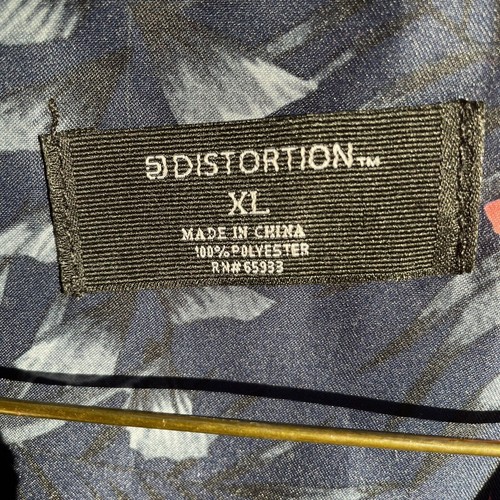 DISTORTION™
XL
MADE IN CHINA
100% POLYESTER
RN#65933